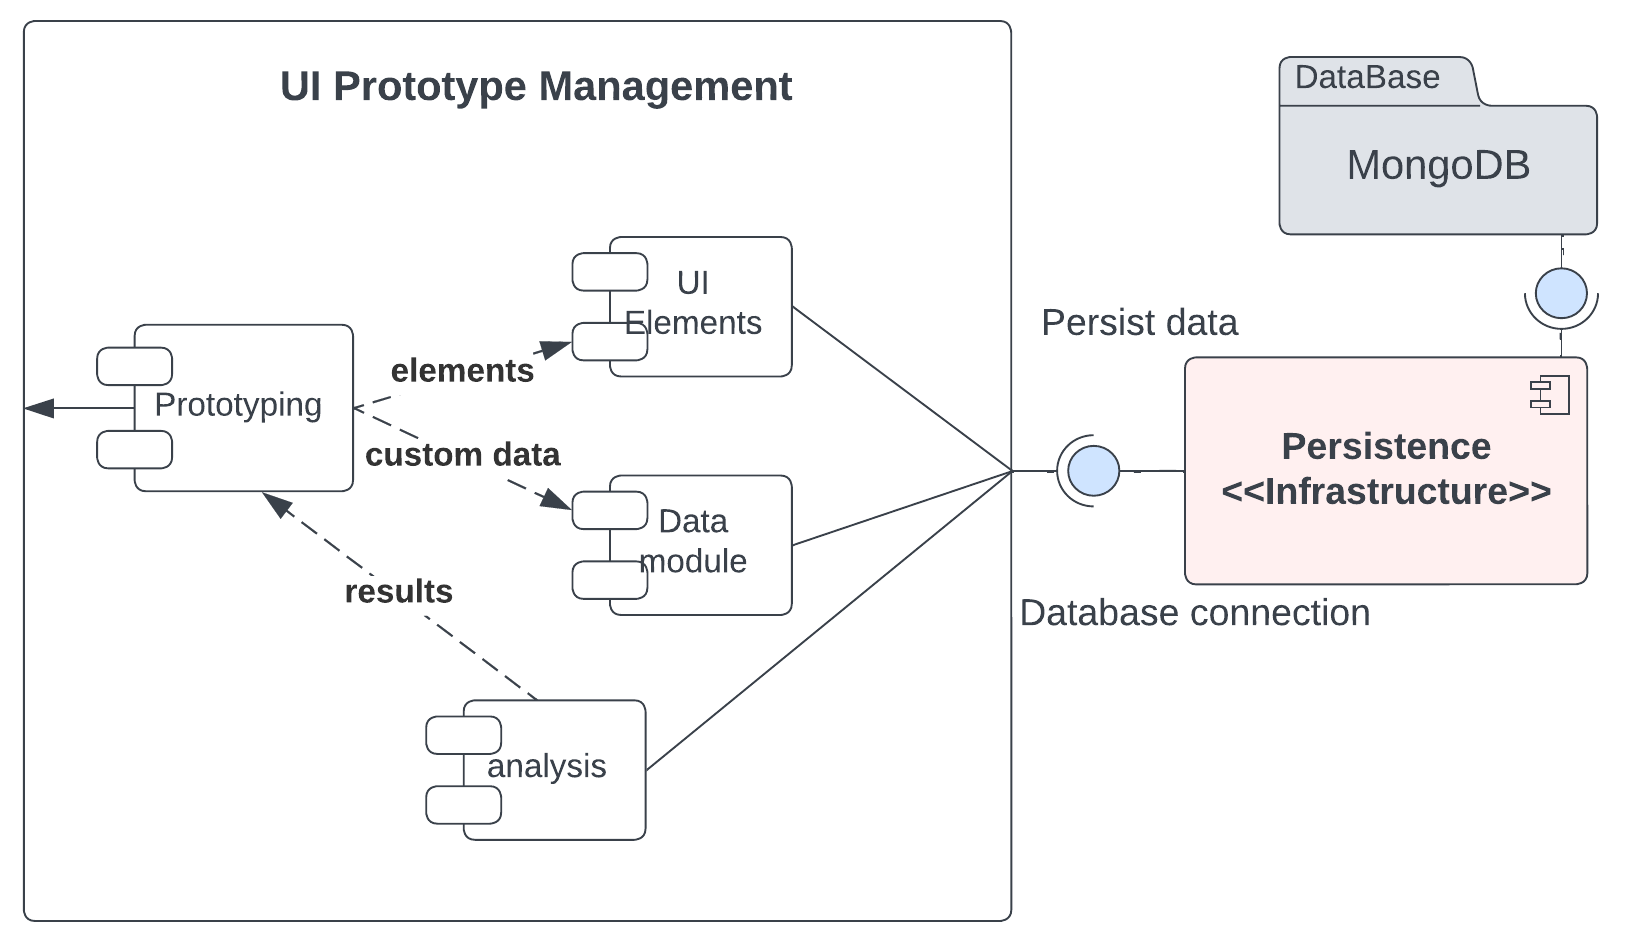 UI Prototype Management
DataBase
MongoDB
UI
Elements
Persist data
elements
Prototyping
custom data
Persistence
<<Infrastructure>>
Data
module
results
Database connection
analysis